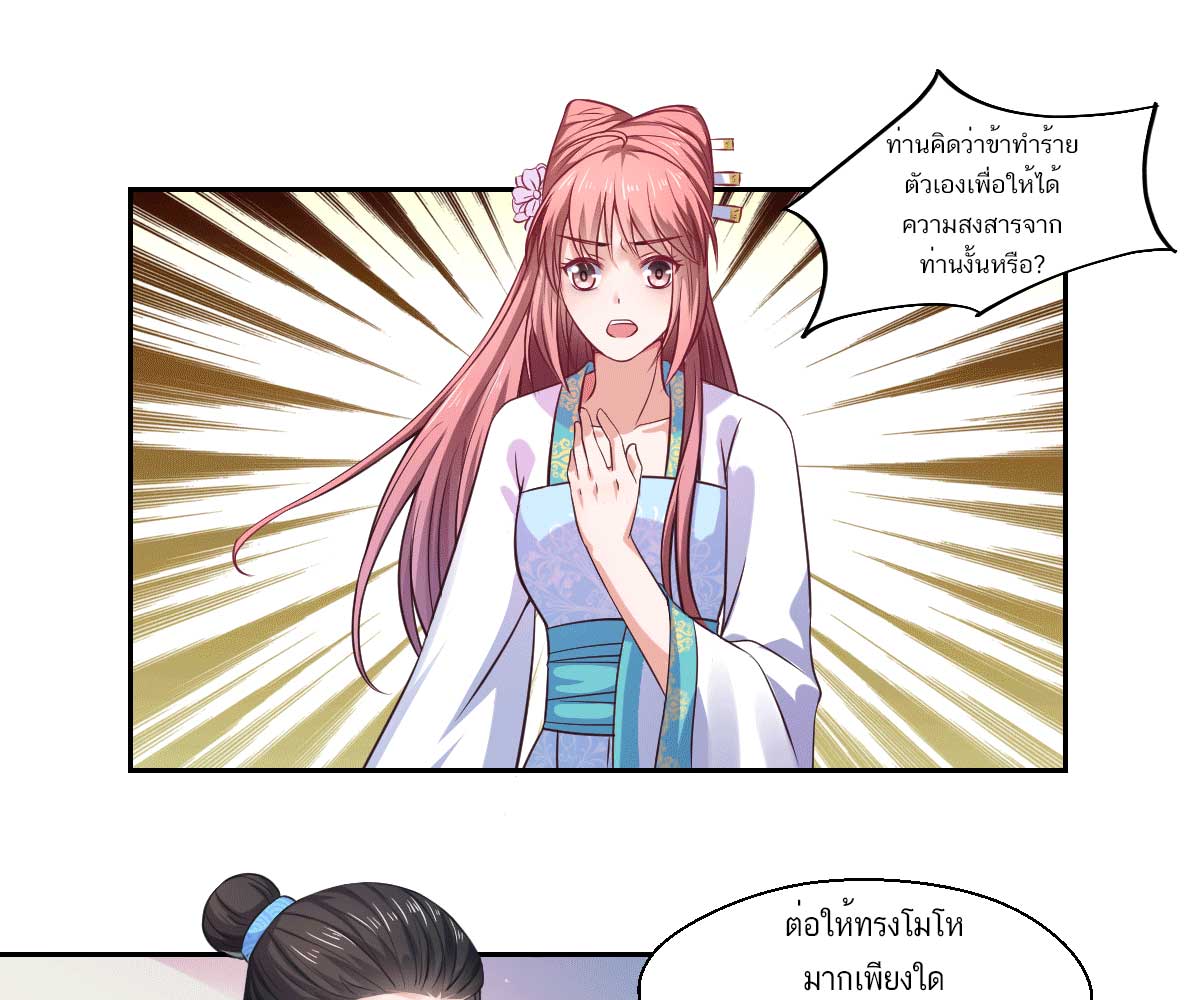 ท่านคิดว่าข้าทำร้าย
ตัวเองเพื่อให้ได้
ความสงสารจาก
ท่านงั้นหรือ?
ต่อให้ทรงโมโห
มากเพียงใด